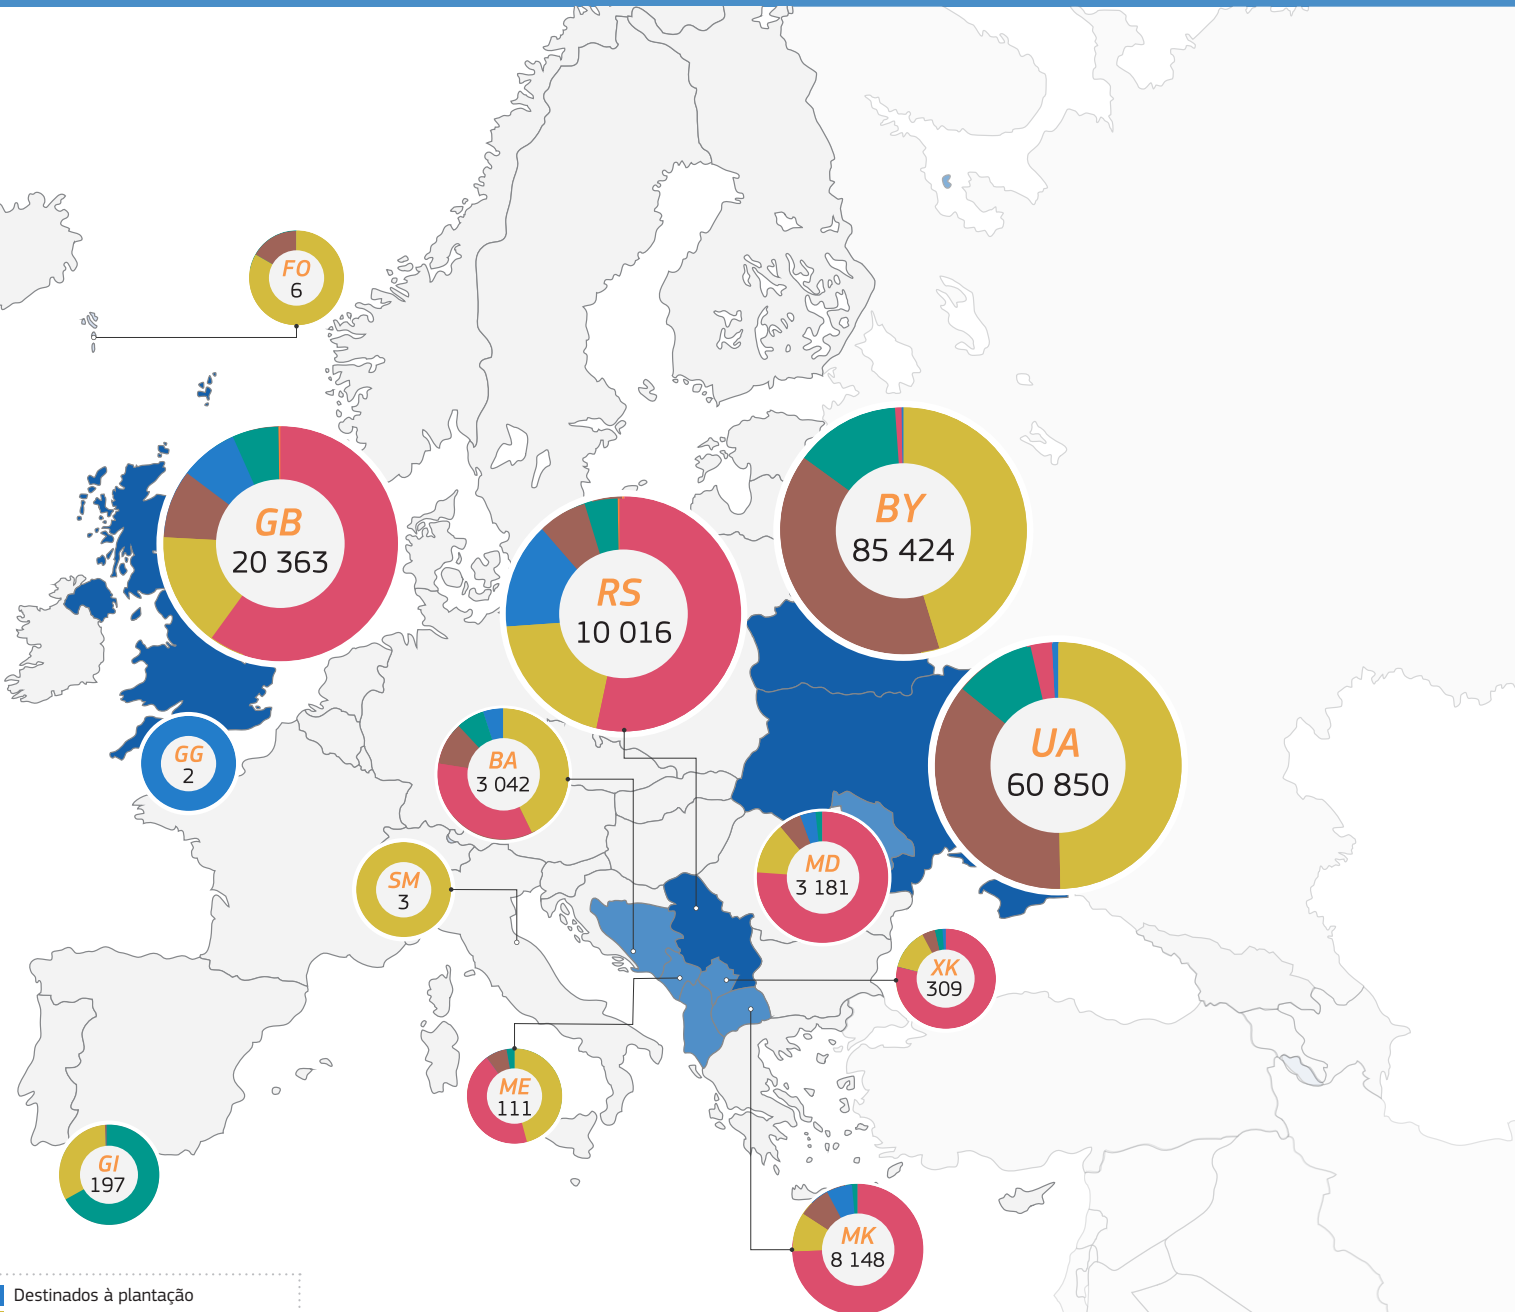 FO
6
GB
20 363
BY
85 424
RS
10 016
UA
60 850
GG
2
BA
3 042
MD
3 181
SM
3
XK
309
ME
111
GI
197
MK
8 148
Destinados à plantação